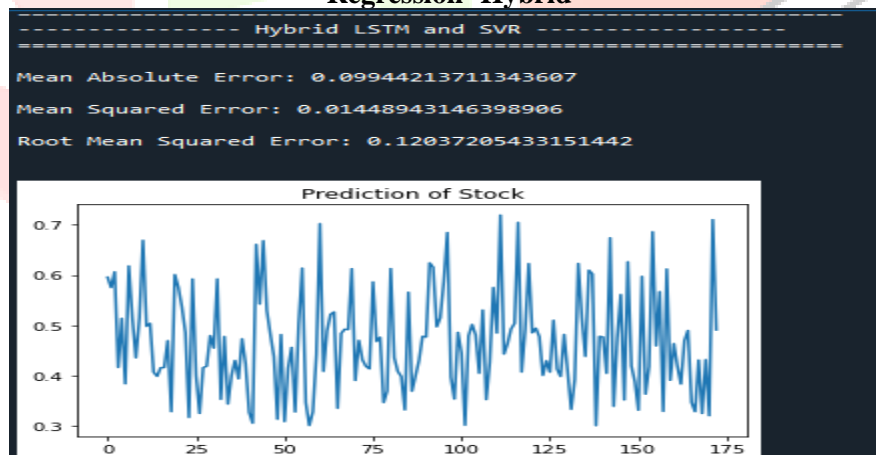 Regression- Hybrid
---------------- Hybrid LSTM and SVR ------------------
Mean Absolute Error: 0.09944213711343607
Mean Squared Error: 0.01448943146398906
Root Mean Squared Error: 0.12037205433151442
Prediction of Stock
0.7
0.6
0.5
0.4
0.3
0 25 50 75 100 125 150 175